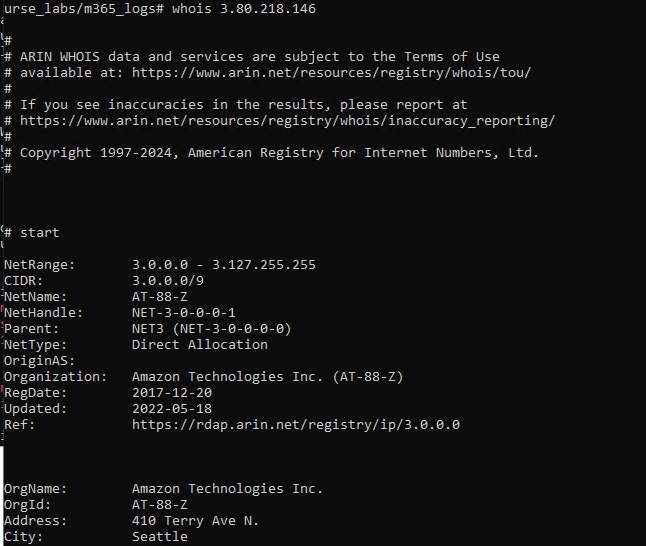 urse_labs/m365_logs# whois 3.80.218.146
#
# ARIN WHOIS data and services are subject to the Terms of Use
# available at: https://www.arin.net/resources/registry/whois/tou/
#
# If you see inaccuracies in the results, please report at
# https://www.arin.net/resources/registry/whois/inaccuracy_reporting/
#
# Copyright 1997-2024, American Registry for Internet Numbers, Ltd.
#
# start
NetRange: 3.0.0.0 - 3.127.255.255
CIDR: 3.0.0.0/9
NetName: AT-88-Z
NetHandle: NET-3-0-0-0-1
Parent: NET3 (NET-3-0-0-0-0)
NetType: Direct Allocation
OriginAS:
Organization: Amazon Technologies Inc. (AT-88-Z)
RegDate: 2017-12-20
Updated: 2022-05-18
Ref: https://rdap.arin.net/registry/ip/3.0.0.0
OrgName: Amazon Technologies Inc.
OrgId: AT-88-Z
Address: 410 Terry Ave N.
City: Seattle